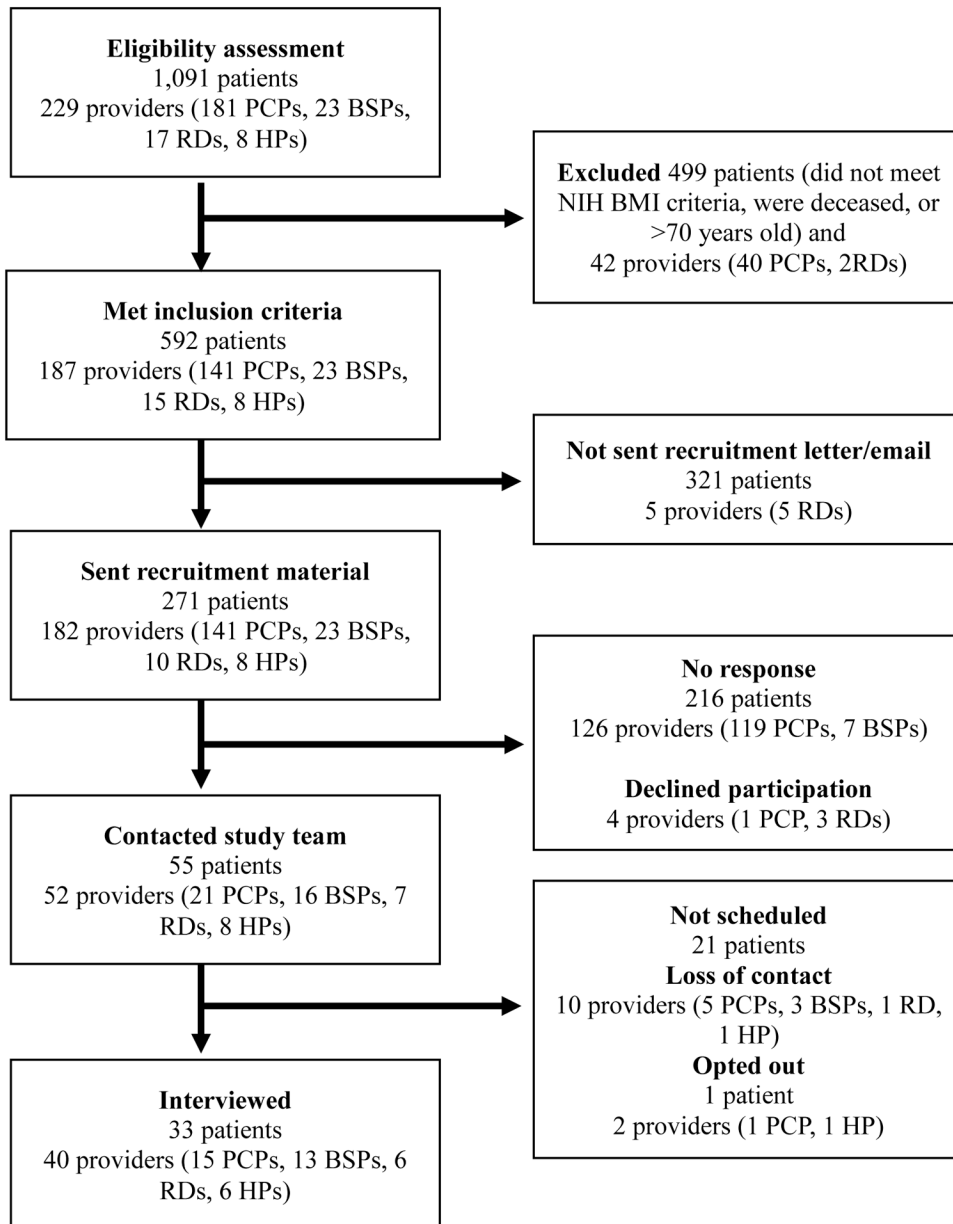 Eligibility assessment
1,091 patients
229 providers (181 PCPs, 23 BSPs,
17 RDs, 8 HPs)
Excluded 499 patients (did not meet
NIH BMI criteria, were deceased, or
>70 years old) and
42 providers (40 PCPs, 2RDs)
Met inclusion criteria
592 patients
187 providers (141 PCPs, 23 BSPs,
15 RDs, 8 HPs)
Not sent recruitment letter/email
321 patients
5 providers (5 RDs)
Sent recruitment material
271 patients
182 providers (141 PCPs, 23 BSPs,
10 RDs, 8 HPs)
No response
216 patients
126 providers (119 PCPs, 7 BSPs)
Declined participation
4 providers (1 PCP, 3 RDs)
Contacted study team
55 patients
52 providers (21 PCPs, 16 BSPs, 7
RDs, 8 HPs)
Not scheduled
21 patients
Loss of contact
10 providers (5 PCPs, 3 BSPs, 1 RD,
1 HP)
Opted out
1 patient
2 providers (1 PCP, 1 HP)
Interviewed
33 patients
40 providers (15 PCPs, 13 BSPs, 6
RDs, 6 HPs)